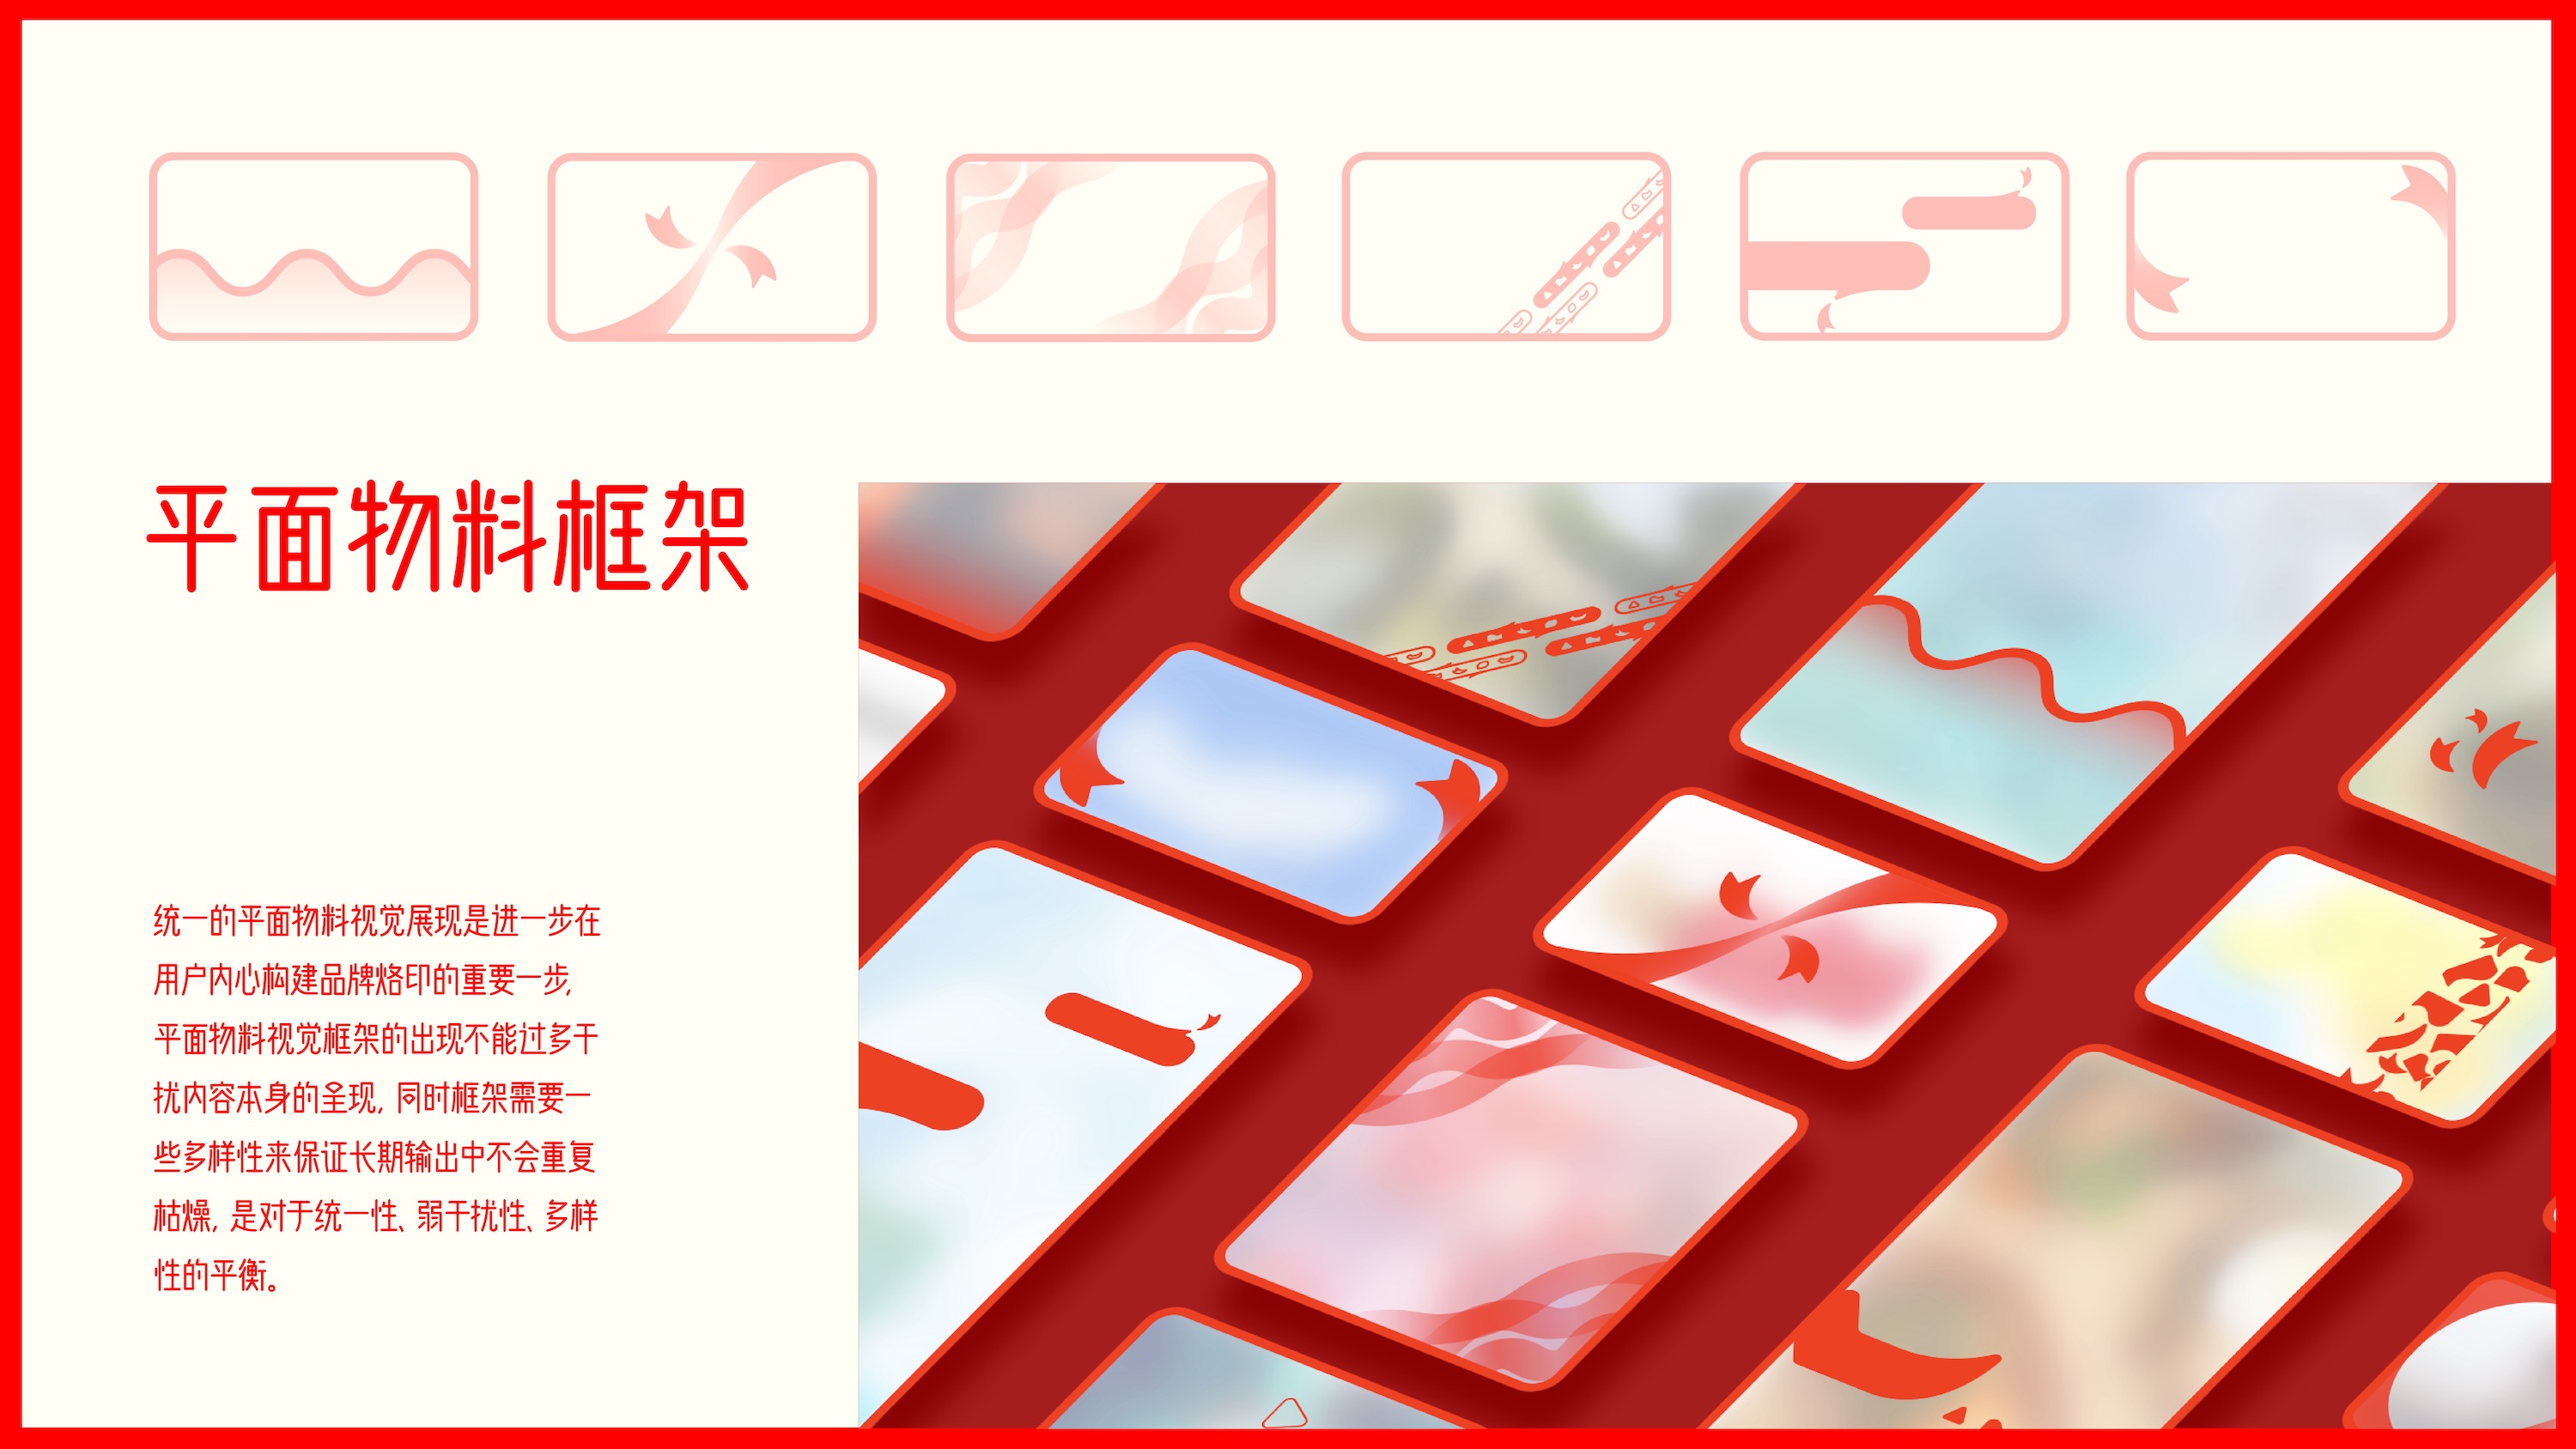 平面物料框架
统一的平面物料视觉展现是进一步在
用户内心构建品牌烙印的重要一步,
平面物料视觉框架的出现不能过多干
扰内容本身的呈现, 同时框架需要一
些多样性来保证长期输出中不会重复
枯燥, 是对于统一性、弱干扰性、多样
性的平衡。